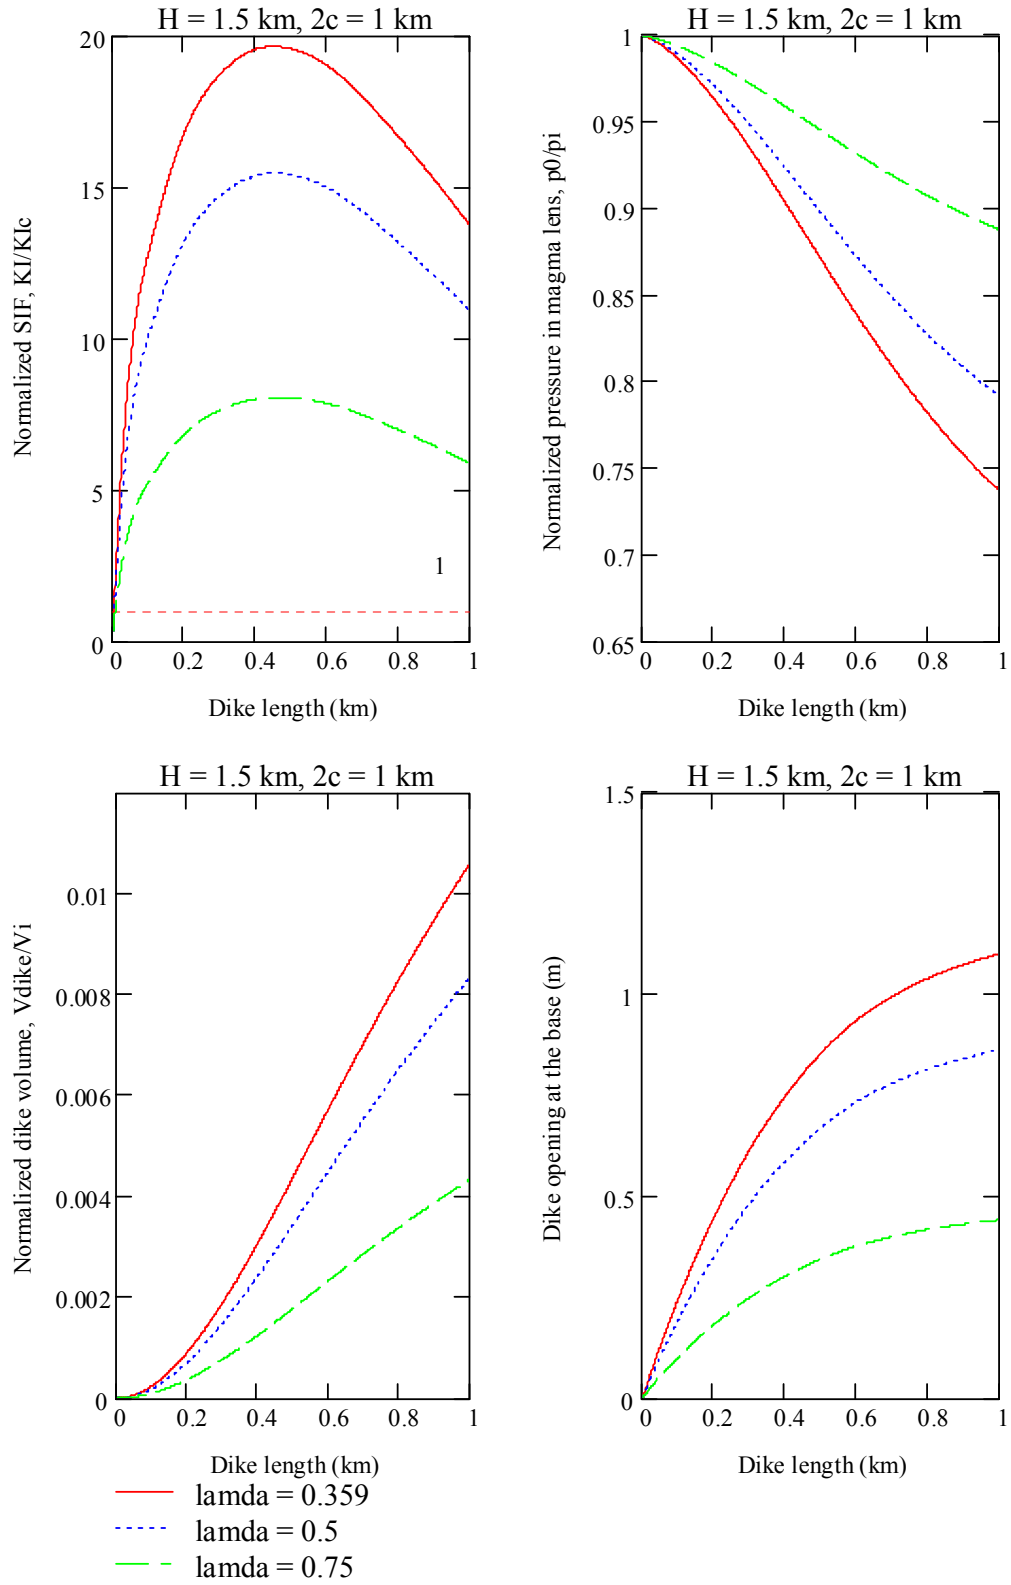 H = 1.5 km, 2c = 1 km
Normalized SIF, KI/KIc
20
15
10
5
0
1
0 0.2 0.4 0.6 0.8 1
Dike length (km)
H = 1.5 km, 2c = 1 km
Normalized pressure in magma lens, p0/pi
1
0.95
0.9
0.85
0.8
0.75
0.7
0.65
0 0.2 0.4 0.6 0.8 1
Dike length (km)
H = 1.5 km, 2c = 1 km
Normalized dike volume, Vdike/Vi
0.01
0.008
0.006
0.004
0.002
0
0 0.2 0.4 0.6 0.8 1
Dike length (km)
H = 1.5 km, 2c = 1 km
Dike opening at the base (m)
1.5
1
0.5
0
0 0.2 0.4 0.6 0.8 1
Dike length (km)
lamda = 0.359
lamda = 0.5
lamda = 0.75